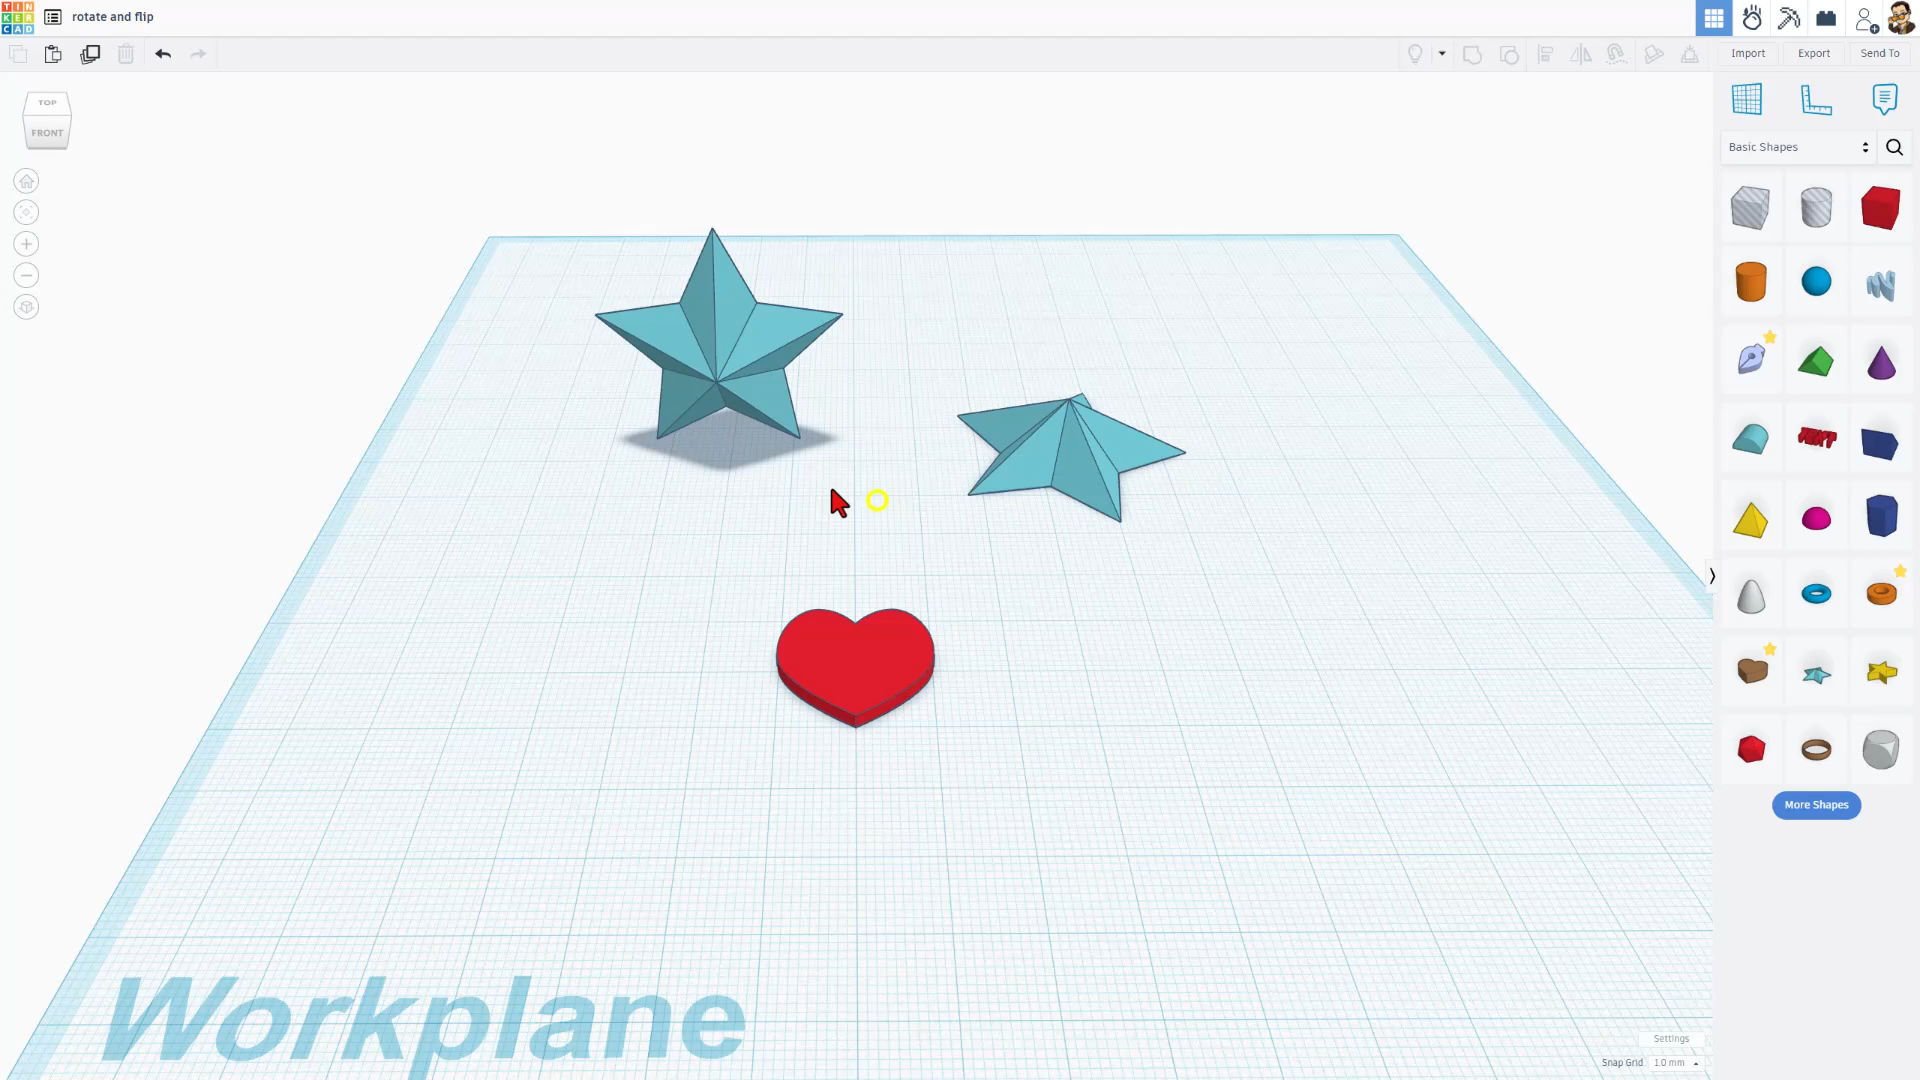 TIN
KER
CAD
rotate and flip
Import
Export
Send To
TOP
FRONT
Basic Shapes
TEXT
More Shapes
Workplane
Settings
Snap Grid 1.0 mm